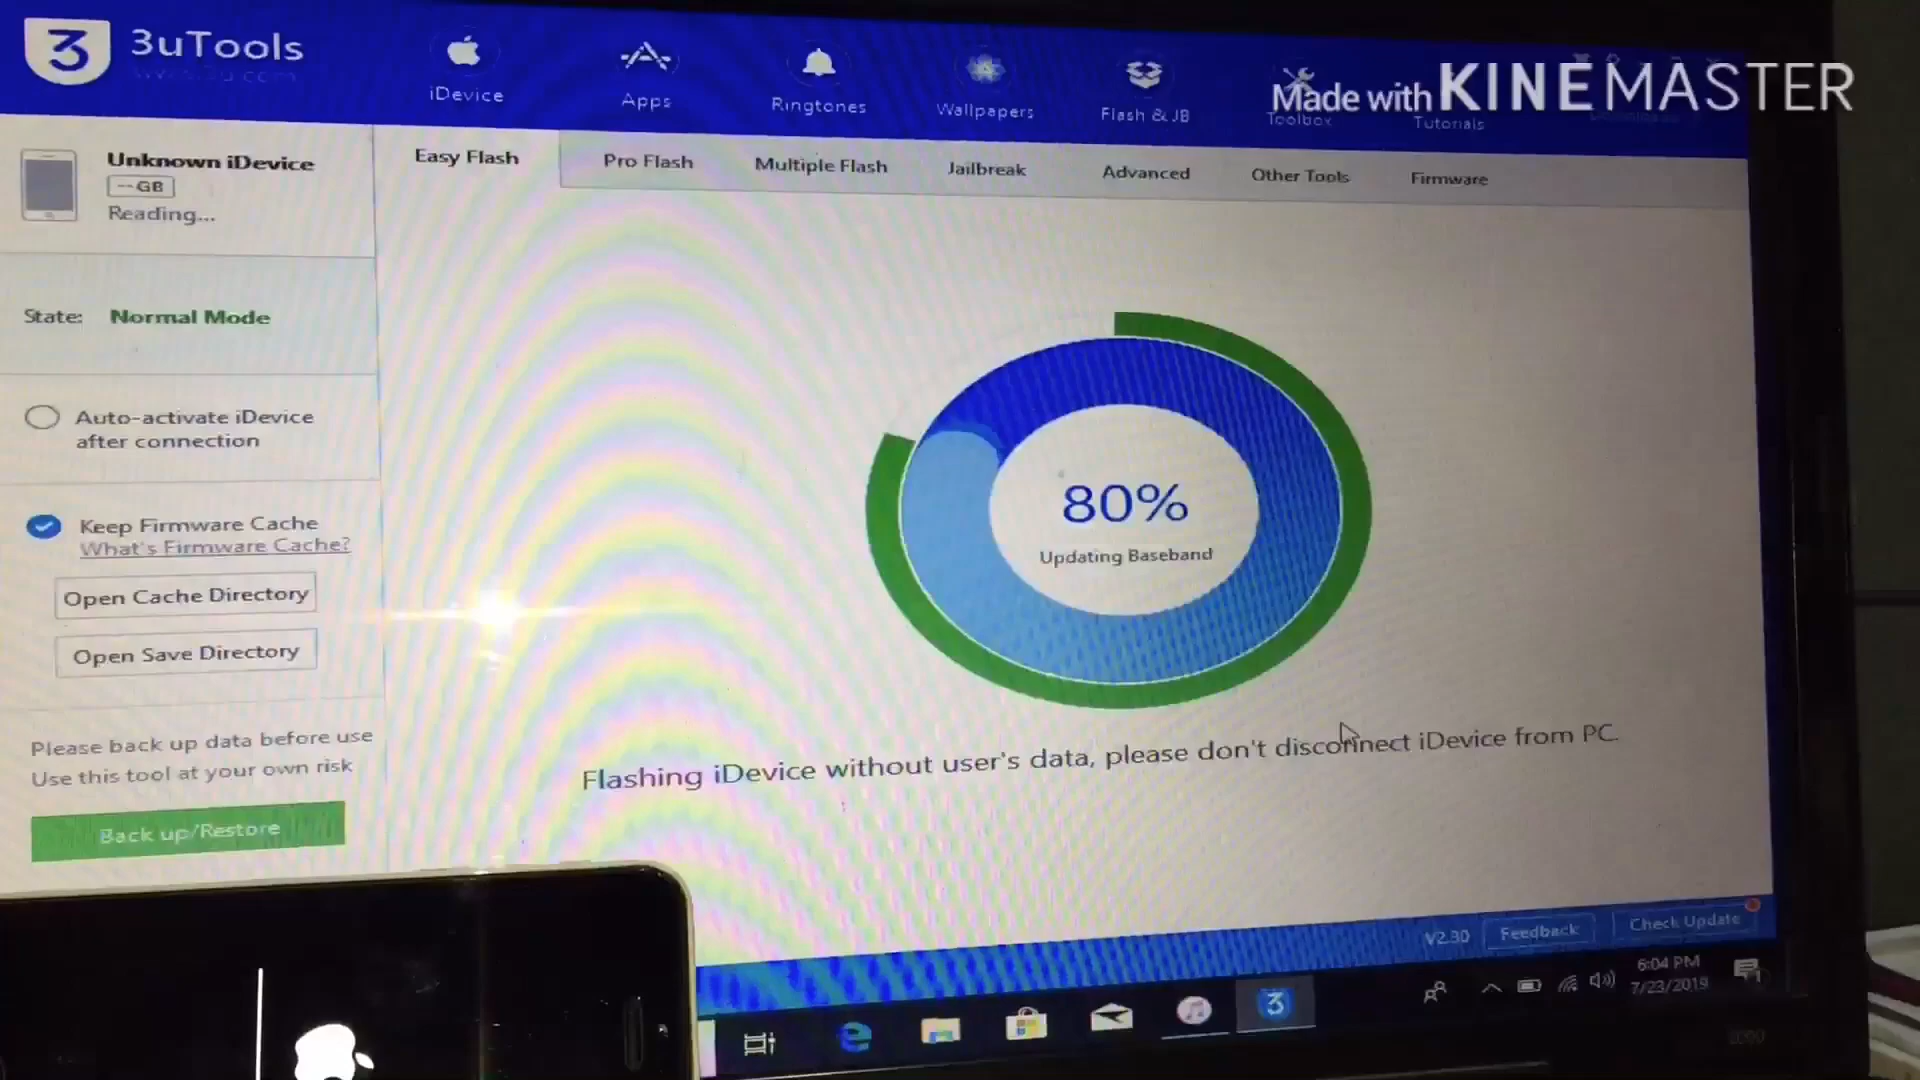 3 3uTools
www.3u.com
iDevice
Apps
Ringtones
Wallpapers
Flash & JB
Toolbox
Tutorials
Made with KINEMASTER
Unknown iDevice
--GB
Reading...
Easy Flash
Pro Flash
Multiple Flash
Jailbreak
Advanced
Other Tools
Firmware
State: Normal Mode
Auto-activate iDevice
after connection
Keep Firmware Cache
What's Firmware Cache?
Open Cache Directory
Open Save Directory
80%
Updating Baseband
Flashing iDevice without user's data, please don't disconnect iDevice from PC.
Please back up data before use
Use this tool at your own risk
Back up/Restore
V2.30
Feedback
Check Update
6:04 PM
7/23/2019